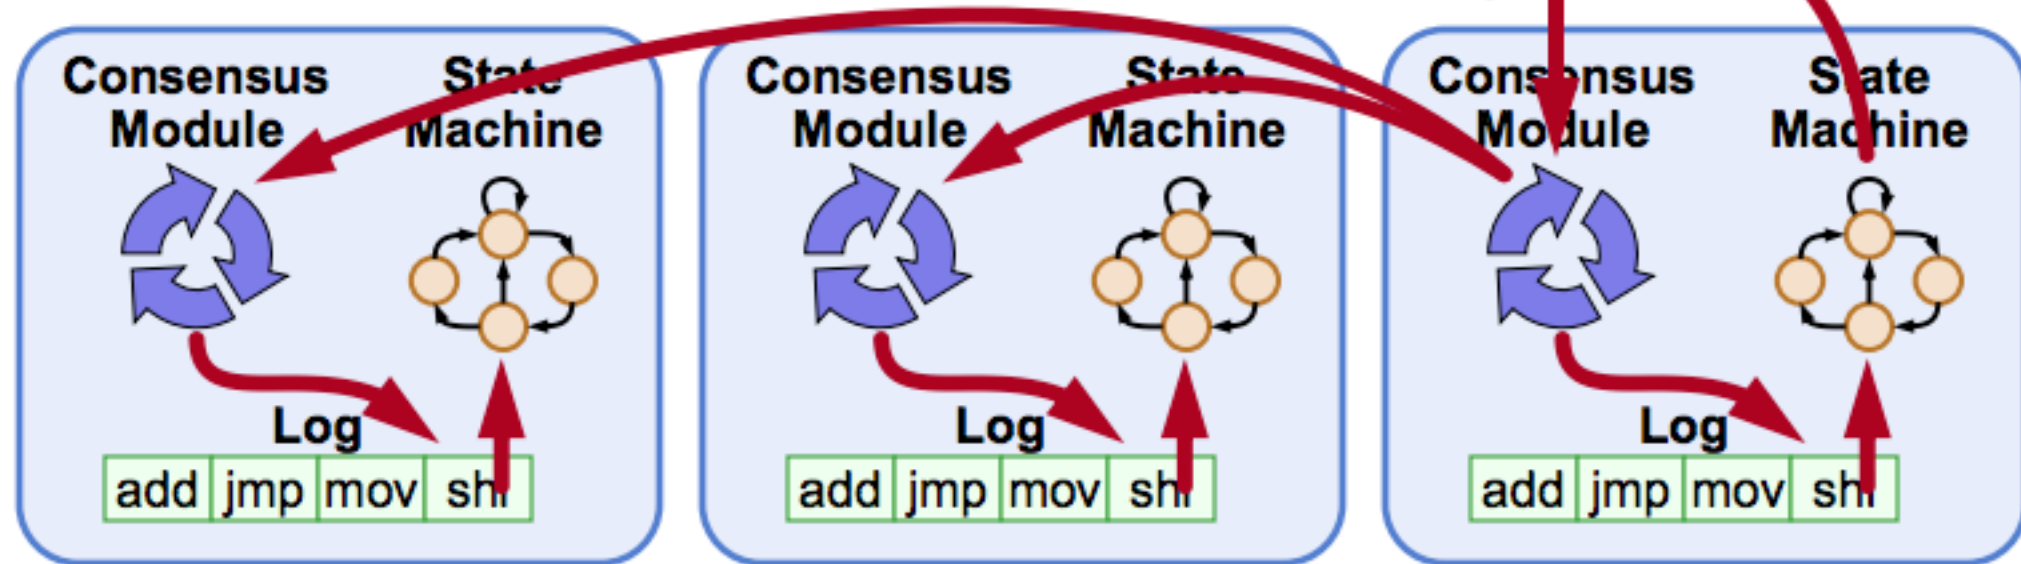 Consensus Module
State Machine
Log
add jmp mov shl
Consensus Module
State Machine
Log
add jmp mov shl
Consensus Module
State Machine
Log
add jmp mov shl